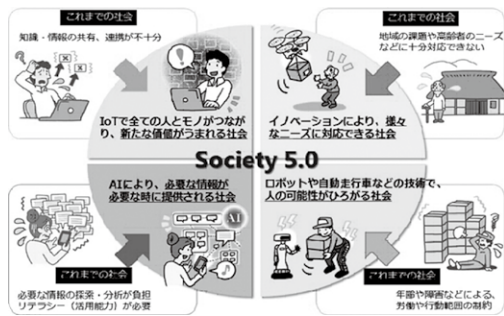 これまでの社会
知識・情報の共有、連携が不十分
IoTで全ての人とモノがつなが
り、新たな価値がうまれる社会
これまでの社会
地域の課題や高齢者のニーズ
などに十分対応できない
イノベーションにより、様々
なニーズに対応できる社会
Society 5.0
AIにより、必要な情報が
必要な時に提供される社会
AI
これまでの社会
必要な情報の探索・分析が負担
リテラシー（活用能力）が必要
ロボットや自動走行車などの技術で、
人の可能性がひろがる社会
これまでの社会
年齢や障害などによる、
労働や行動範囲の制約